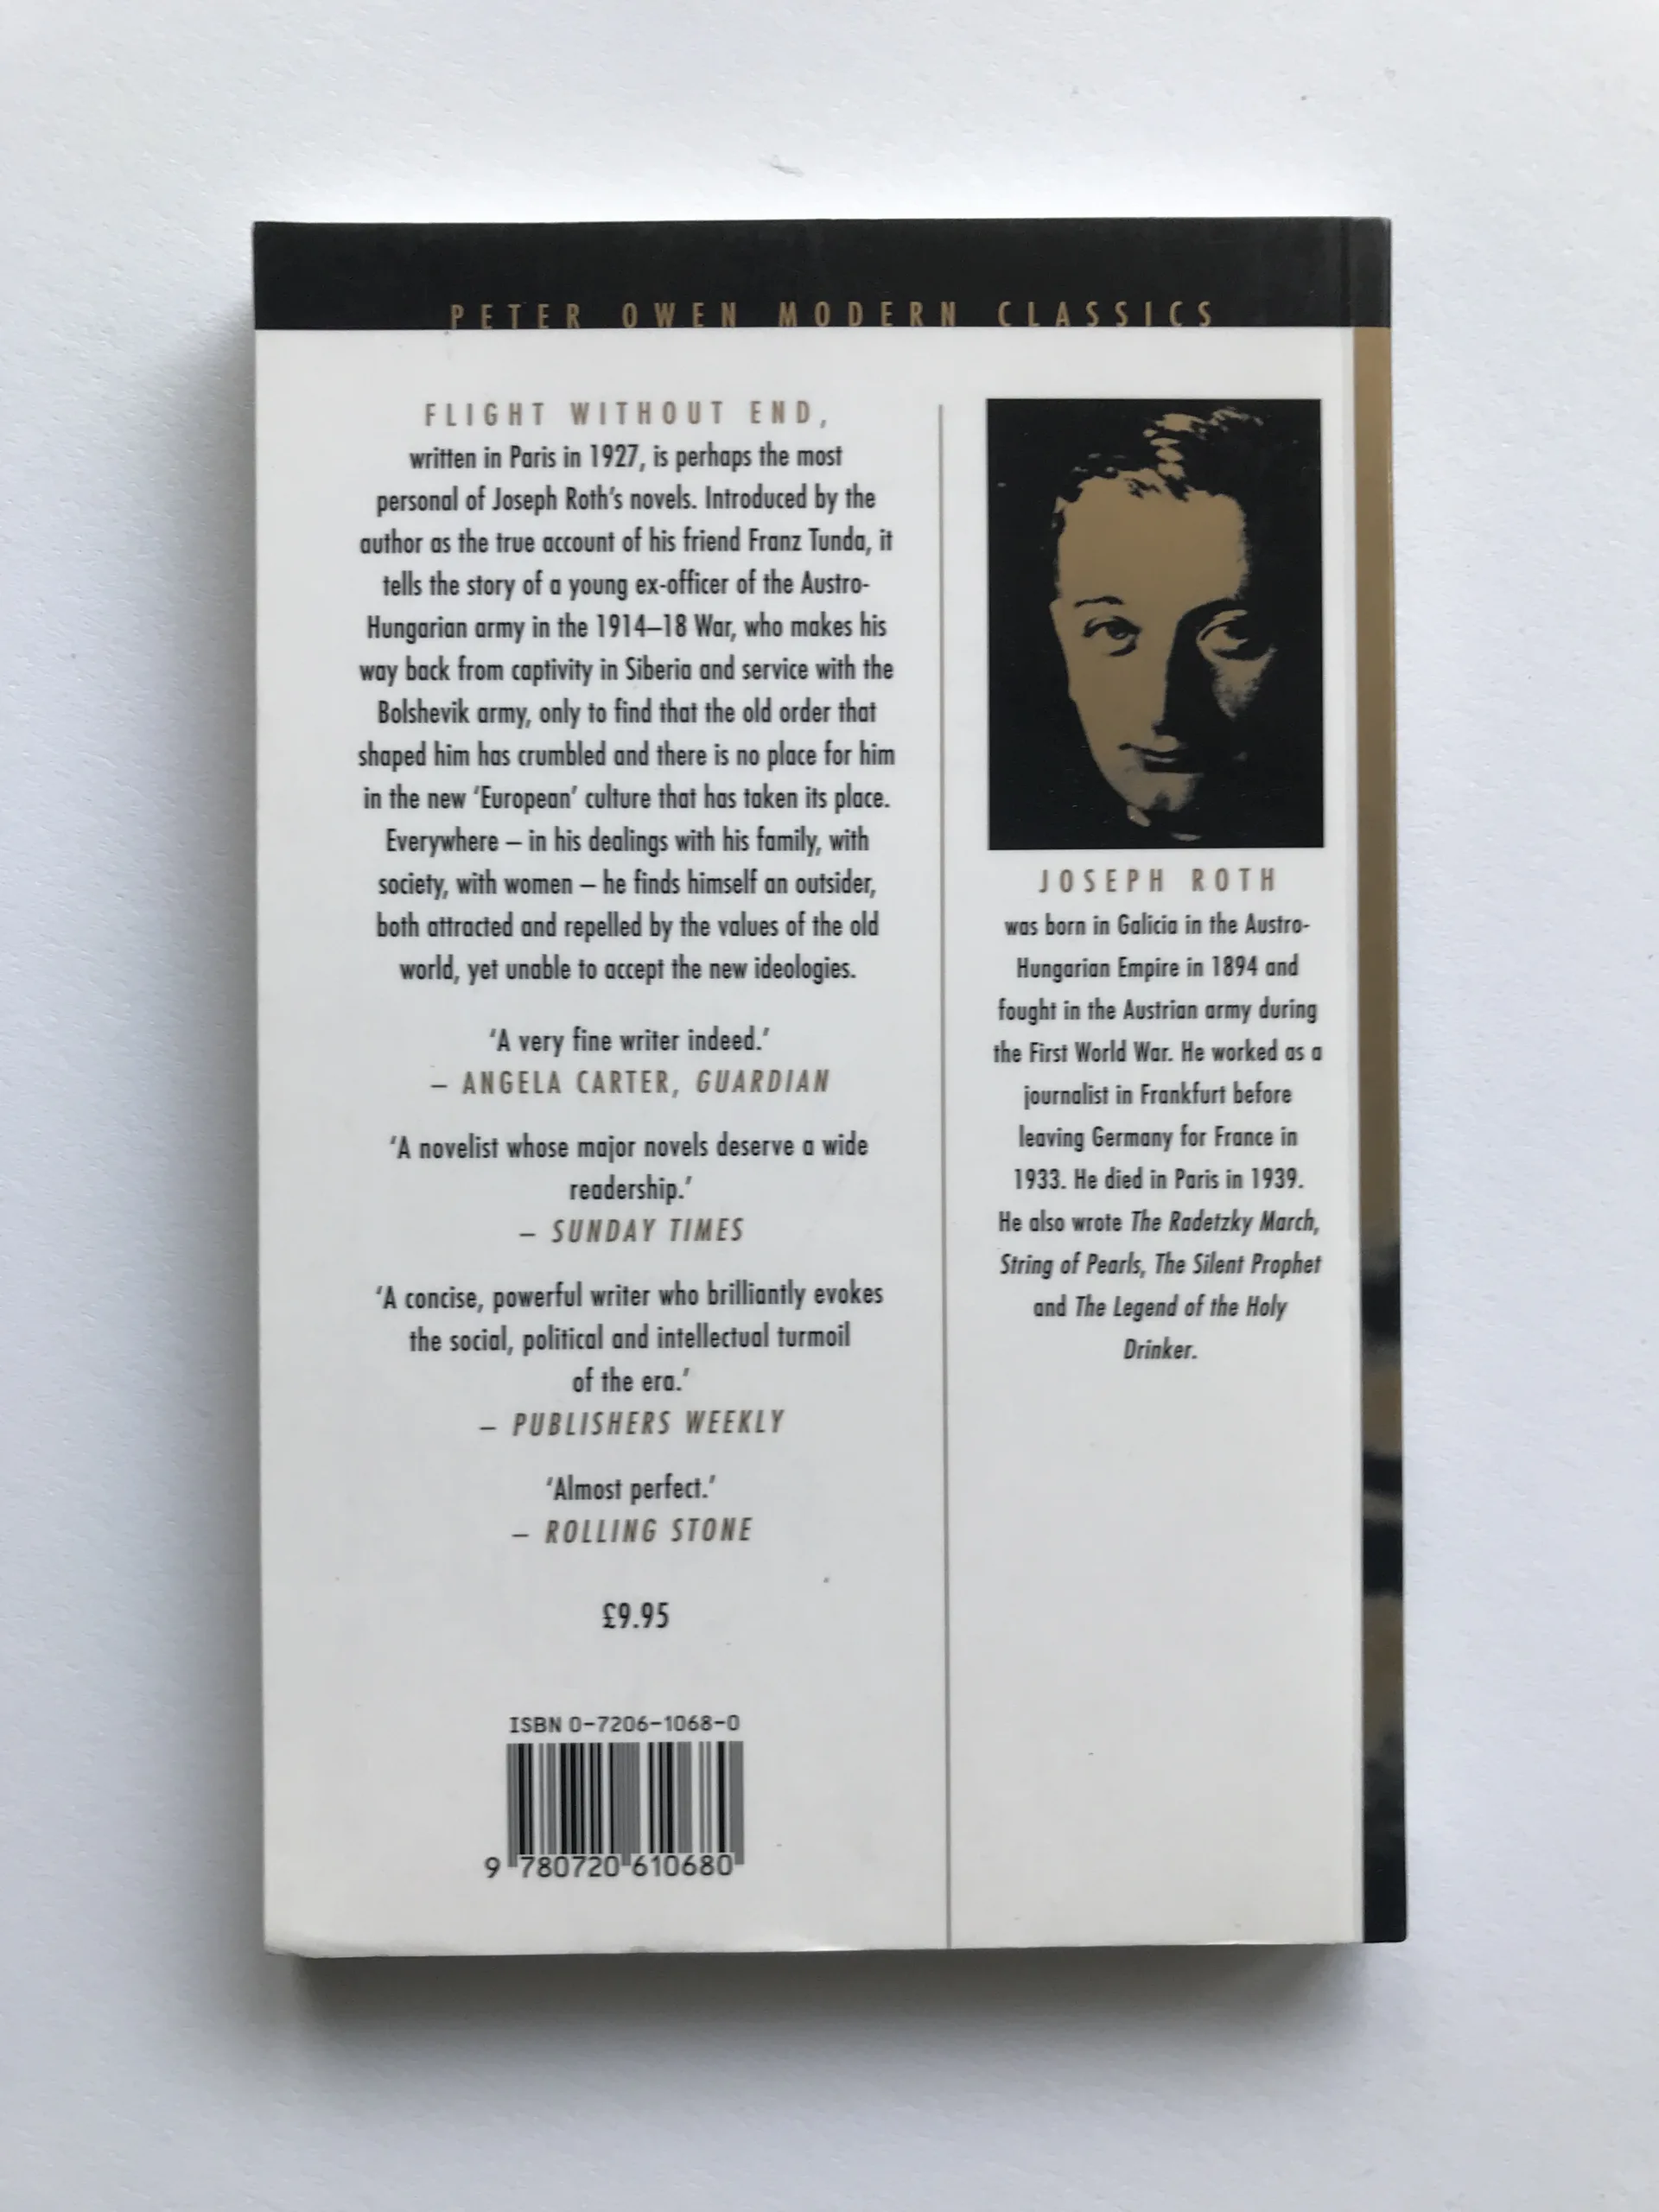 PETER OWEN MODERN CLASSICS
FLIGHT WITHOUT END,
written in Paris in 1927, is perhaps the most
personal of Joseph Roth's novels. Introduced by the
author as the true account of his friend Franz Tunda, it
tells the story of a young ex-officer of the Austro-
Hungarian army in the 1914–18 War, who makes his
way back from captivity in Siberia and service with the
Bolshevik army, only to find that the old order that
shaped him has crumbled and there is no place for him
in the new 'European' culture that has taken its place.
Everywhere – in his dealings with his family, with
society, with women – he finds himself an outsider,
both attracted and repelled by the values of the old
world, yet unable to accept the new ideologies.
'A very fine writer indeed.'
– ANGELA CARTER, GUARDIAN
'A novelist whose major novels deserve a wide
readership.'
– SUNDAY TIMES
'A concise, powerful writer who brilliantly evokes
the social, political and intellectual turmoil
of the era.'
– PUBLISHERS WEEKLY
'Almost perfect.'
– ROLLING STONE
£9.95
ISBN 0-7206-1068-0
9 780720 610680
JOSEPH ROTH
was born in Galicia in the Austro-
Hungarian Empire in 1894 and
fought in the Austrian army during
the First World War. He worked as a
journalist in Frankfurt before
leaving Germany for France in
1933. He died in Paris in 1939.
He also wrote The Radetzky March,
String of Pearls, The Silent Prophet
and The Legend of the Holy
Drinker.